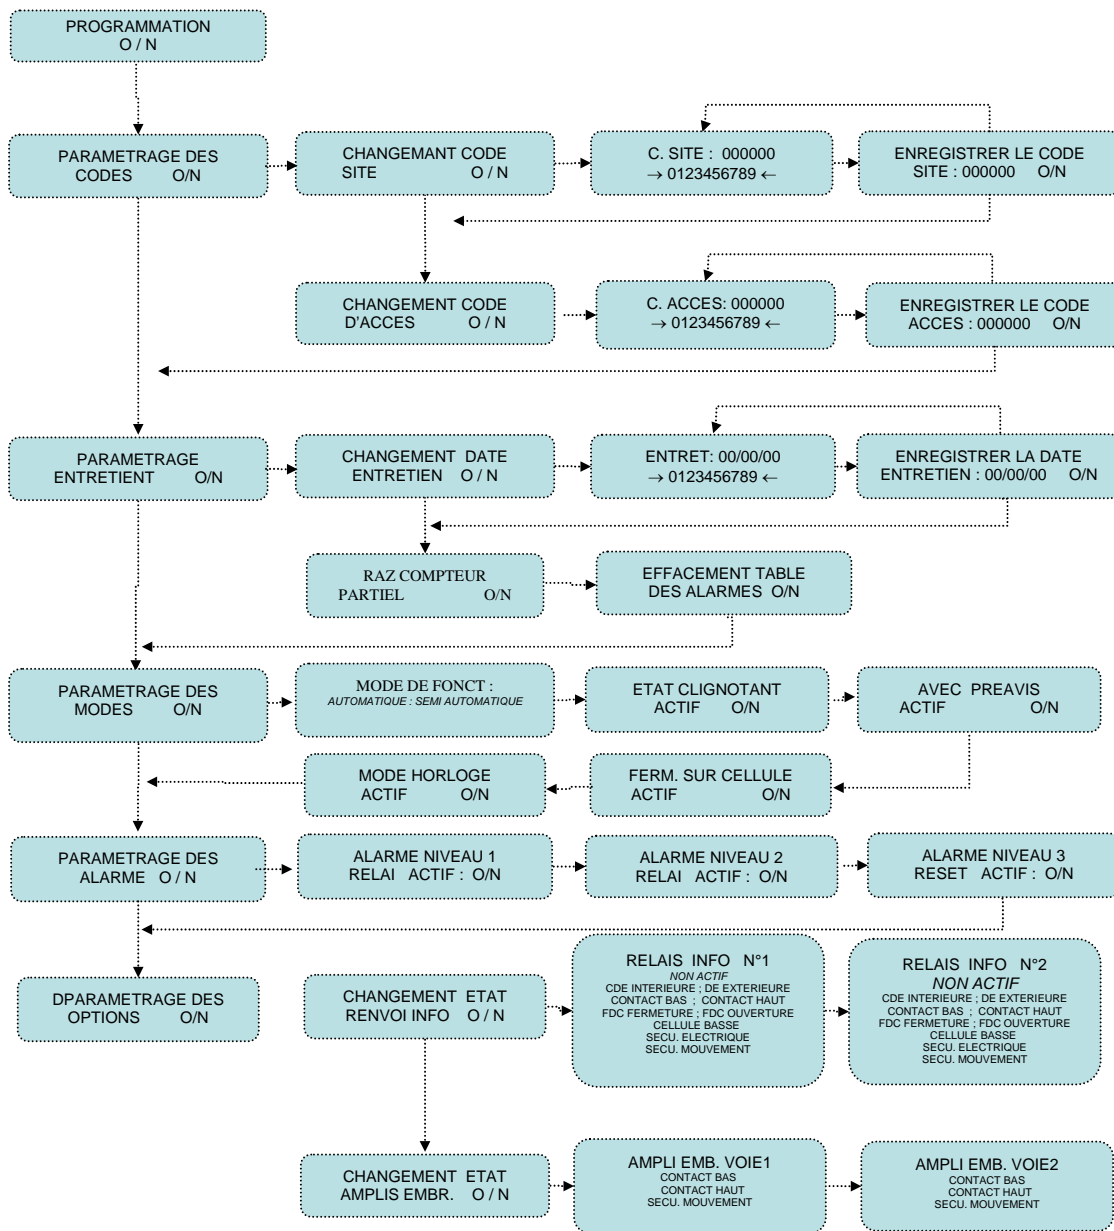 PROGRAMMATION
O / N
PARAMETRAGE DES
CODES O/N
CHANGEMANT CODE
SITE O / N
C. SITE : 000000
→ 0123456789 ←
ENREGISTRER LE CODE
SITE : 000000 O/N
CHANGEMENT CODE
D'ACCES O / N
C. ACCES: 000000
→ 0123456789 ←
ENREGISTRER LE CODE
ACCES : 000000 O/N
PARAMETRAGE
ENTRETIENT O/N
CHANGEMENT DATE
ENTRETIEN O / N
ENTRET: 00/00/00
→ 0123456789 ←
ENREGISTRER LA DATE
ENTRETIEN : 00/00/00 O/N
RAZ COMPTEUR
PARTIEL O/N
EFFACEMENT TABLE
DES ALARMES O/N
PARAMETRAGE DES
MODES O/N
MODE DE FONCT :
AUTOMATIQUE : SEMI AUTOMATIQUE
ETAT CLIGNOTANT
ACTIF O/N
AVEC PREAVIS
ACTIF O/N
MODE HORLOGE
ACTIF O/N
FERM. SUR CELLULE
ACTIF O/N
PARAMETRAGE DES
ALARME O / N
ALARME NIVEAU 1
RELAI ACTIF : O/N
ALARME NIVEAU 2
RELAI ACTIF : O/N
ALARME NIVEAU 3
RESET ACTIF : O/N
DPARAMETRAGE DES
OPTIONS O/N
CHANGEMENT ETAT
RENVOI INFO O / N
RELAIS INFO N°1
NON ACTIF
CDE INTERIEURE ; DE EXTERIEURE
CONTACT BAS ; CONTACT HAUT
FDC FERMETURE ; FDC OUVERTURE
CELLULE BASSE
SECU. ELECTRIQUE
SECU. MOUVEMENT
RELAIS INFO N°2
NON ACTIF
CDE INTERIEURE ; DE EXTERIEURE
CONTACT BAS ; CONTACT HAUT
FDC FERMETURE ; FDC OUVERTURE
CELLULE BASSE
SECU. ELECTRIQUE
SECU. MOUVEMENT
CHANGEMENT ETAT
AMPLIS EMBR. O / N
AMPLI EMB. VOIE1
CONTACT BAS
CONTACT HAUT
SECU. MOUVEMENT
AMPLI EMB. VOIE2
CONTACT BAS
CONTACT HAUT
SECU. MOUVEMENT